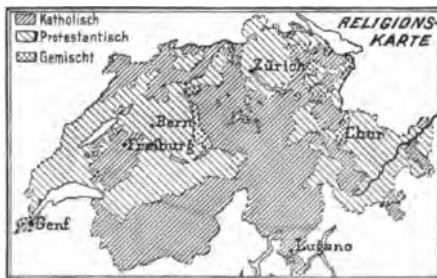 Katholisch
Protestantisch
Gemischt
RELIGIONS-
KARTE
Zürich
Bern
Freiburg
Chur
Genf
Lugano